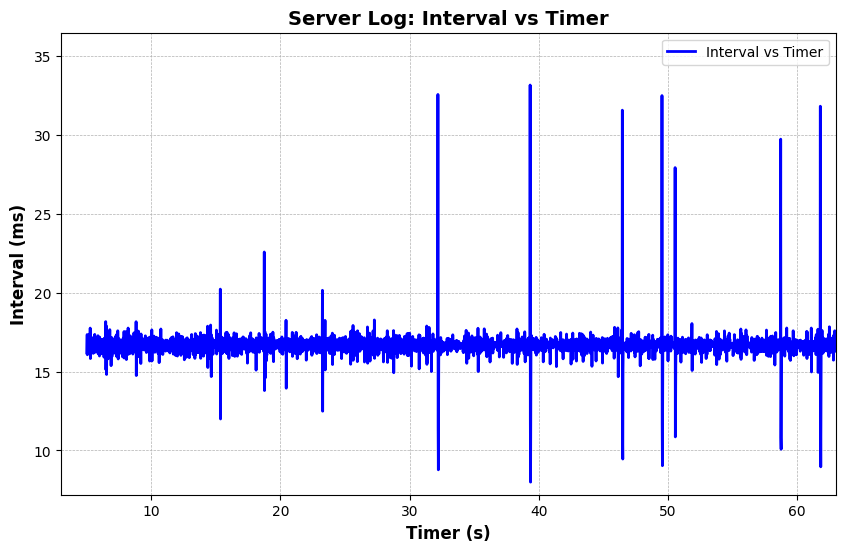 Server Log: Interval vs Timer
Interval vs Timer
35
30
25
20
15
10
Interval (ms)
10 20 30 40 50 60
Timer (s)